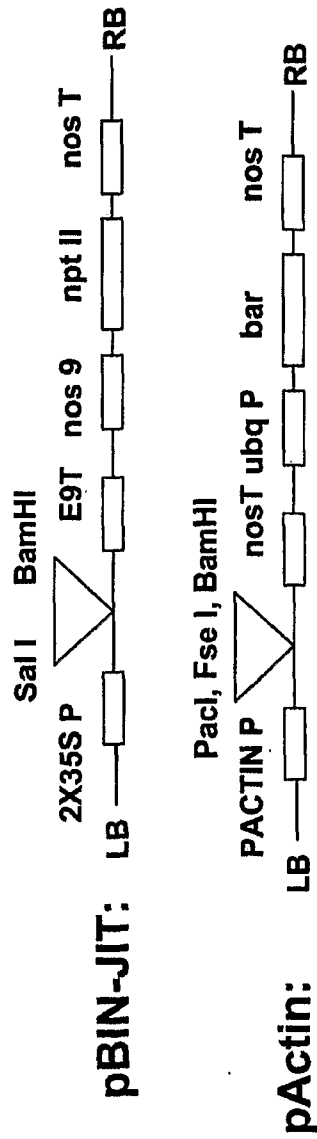 Sal I BamHI
2X35S P E9T nos 9 npt II nos T
pBIN-JIT: LB RB
PacI, Fse I, BamHI
PACTIN P nosT ubq P bar nos T
pActin: LB RB